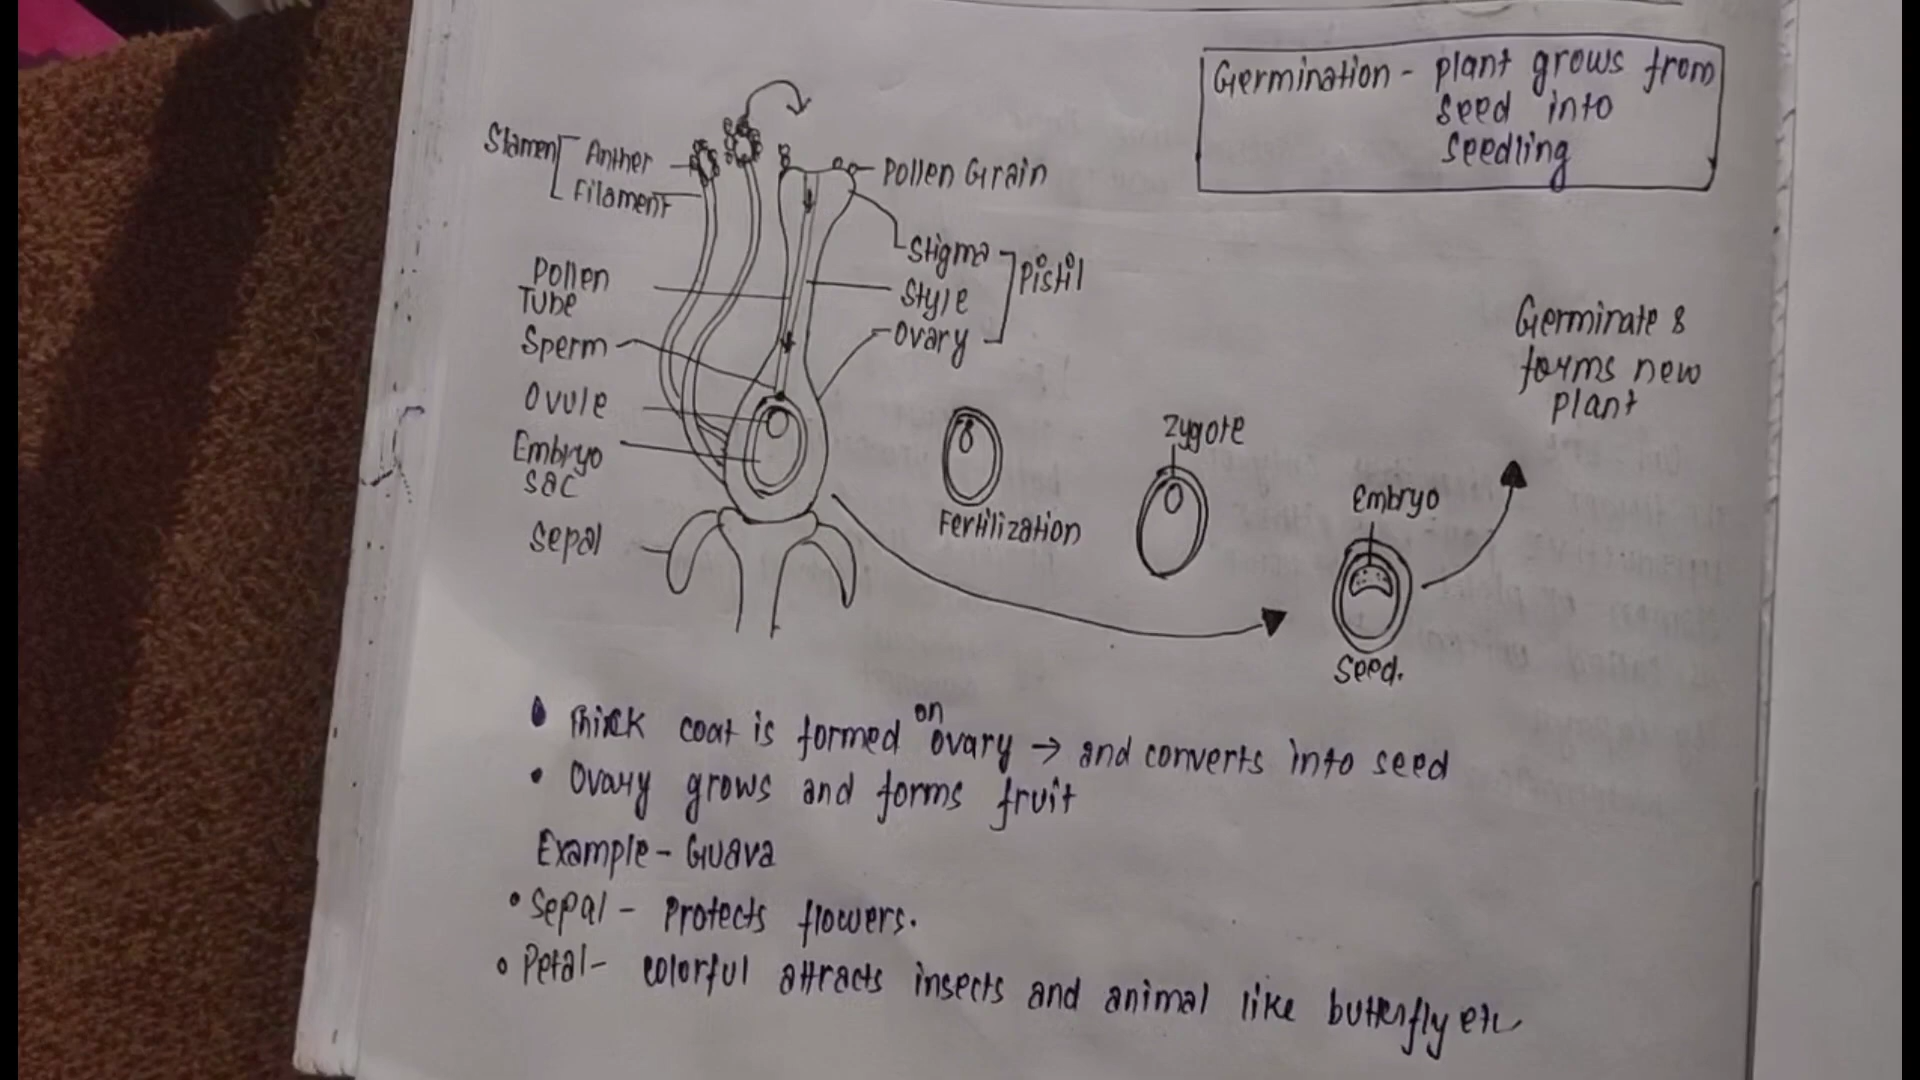 Germination - plant grows from
seed into
seedling
Stamen
Anther
Filament
Pollen Grain
Stigma
Style
Ovary
Pistil
Pollen
Tube
Sperm
Ovule
Embryo
sac
Sepal
Fertilization
Zygote
Embryo
Seed.
Germinate &
forms new
plant
• Thick coat is formed on ovary → and converts into seed
• Ovary grows and forms fruit
Example - Guava
• Sepal - Protects flowers.
• Petal - colorful attracts insects and animal like butterfly etc